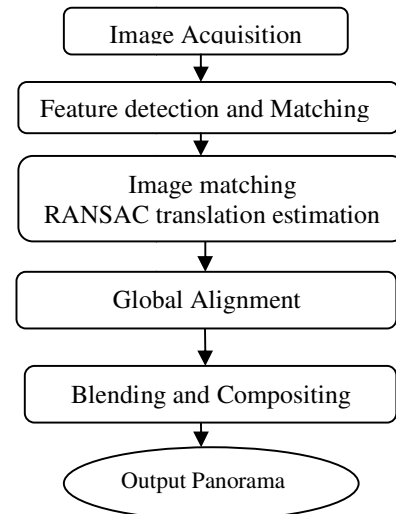 Image Acquisition
Feature detection and Matching
Image matching
RANSAC translation estimation
Global Alignment
Blending and Compositing
Output Panorama